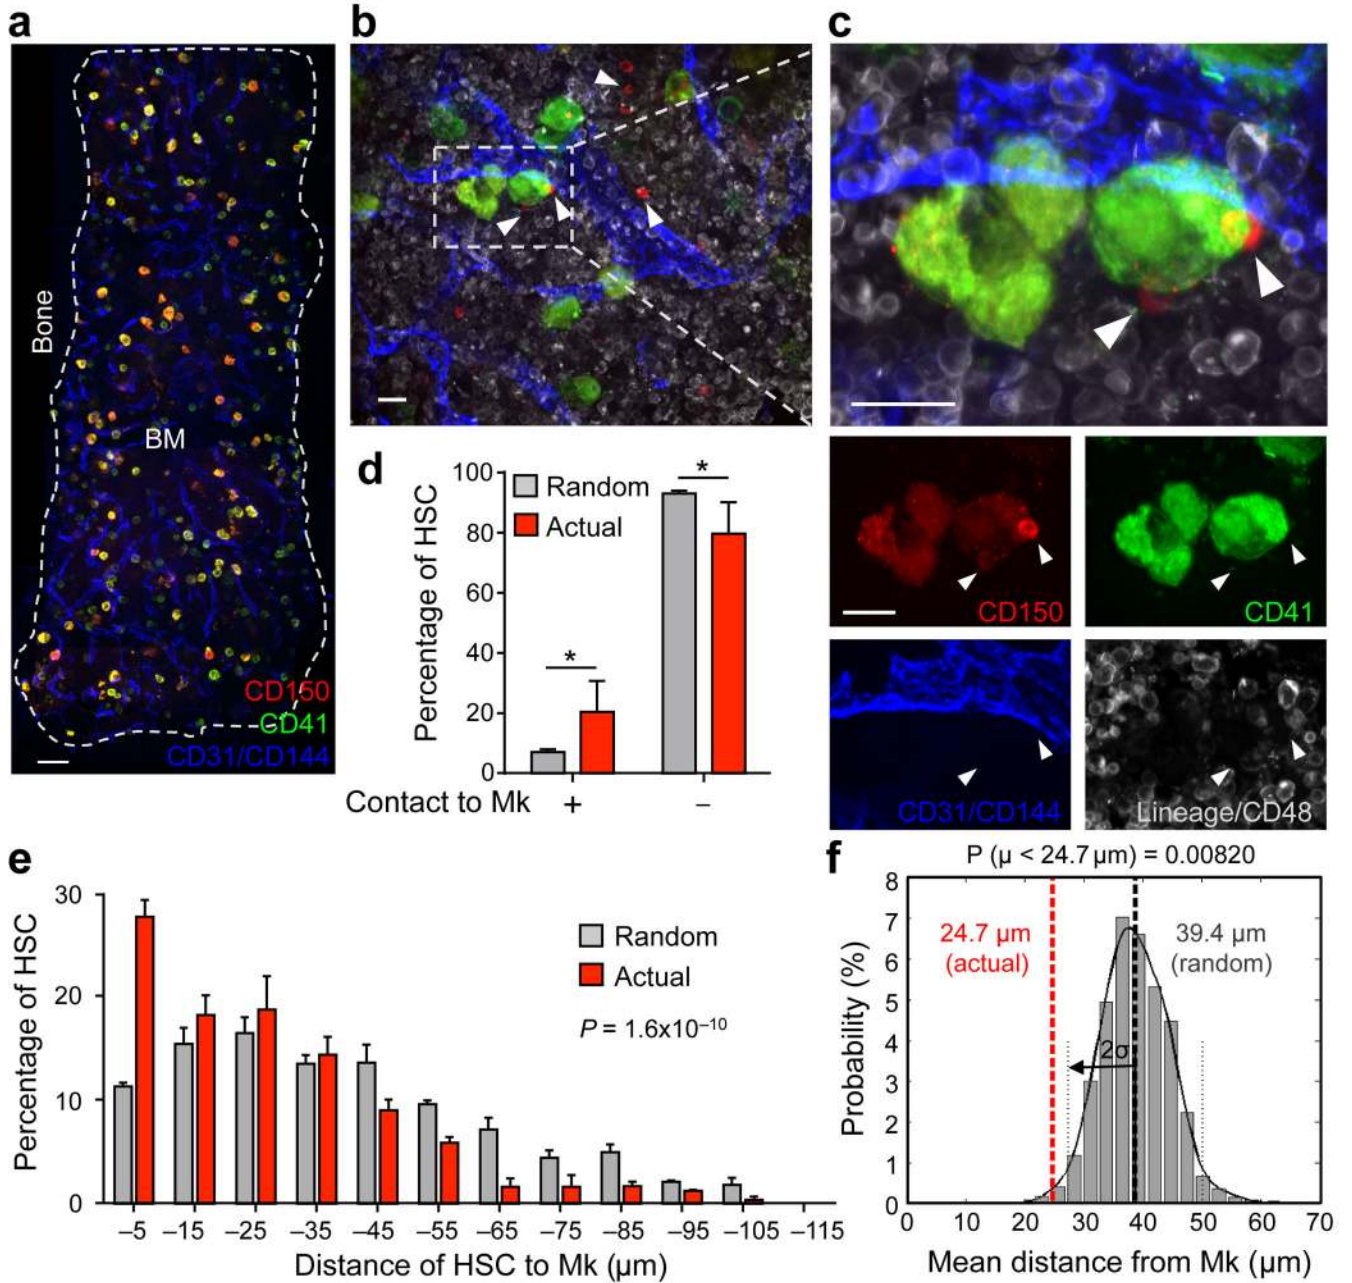 a
Bone
BM
CD150
CD41
CD31/CD144
b
c
CD150
CD41
CD31/CD144
Lineage/CD48
d
Percentage of HSC
100
80
60
40
20
0
Random
Actual
*
*
Contact to Mk + –
e
Percentage of HSC
30
20
10
0
Random
Actual
P = 1.6x10⁻¹⁰
–5 –15 –25 –35 –45 –55 –65 –75 –85 –95 –105 –115
Distance of HSC to Mk (µm)
f
P (µ < 24.7 µm) = 0.00820
Probability (%)
8
7
6
5
4
3
2
1
0
24.7 µm
(actual)
39.4 µm
(random)
2σ
0 10 20 30 40 50 60 70
Mean distance from Mk (µm)